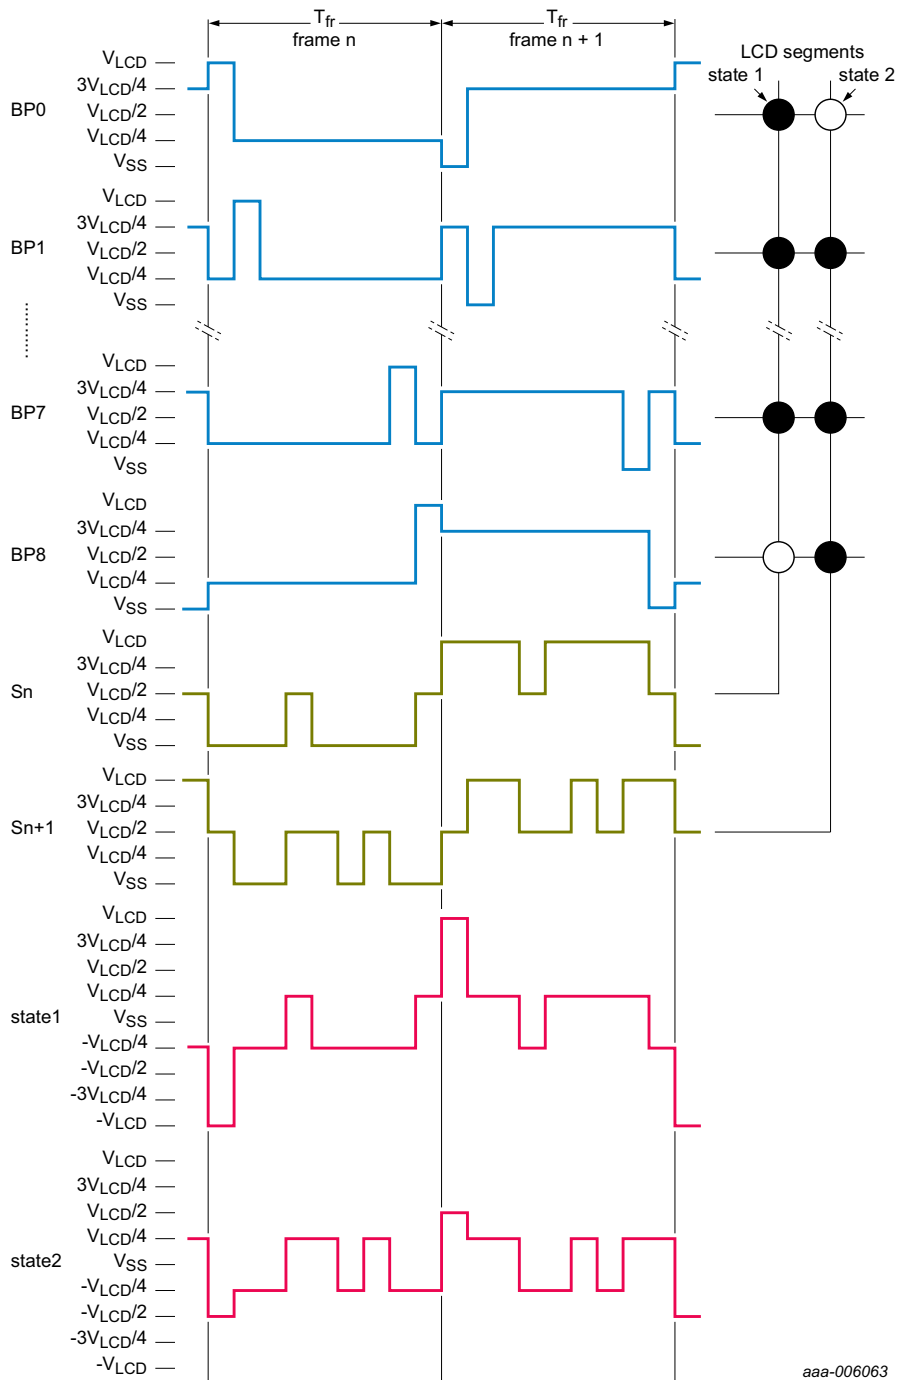 Tfr Tfr
frame n frame n + 1
LCD segments
state 1 state 2
BP0
VLCD
3VLCD/4
VLCD/2
VLCD/4
VSS
BP1
VLCD
3VLCD/4
VLCD/2
VLCD/4
VSS
BP7
VLCD
3VLCD/4
VLCD/2
VLCD/4
VSS
BP8
VLCD
3VLCD/4
VLCD/2
VLCD/4
VSS
Sn
VLCD
3VLCD/4
VLCD/2
VLCD/4
VSS
Sn+1
VLCD
3VLCD/4
VLCD/2
VLCD/4
VSS
state1
VLCD
3VLCD/4
VLCD/2
VLCD/4
VSS
-VLCD/4
-VLCD/2
-3VLCD/4
-VLCD
state2
VLCD
3VLCD/4
VLCD/2
VLCD/4
VSS
-VLCD/4
-VLCD/2
-3VLCD/4
-VLCD
aaa-006063